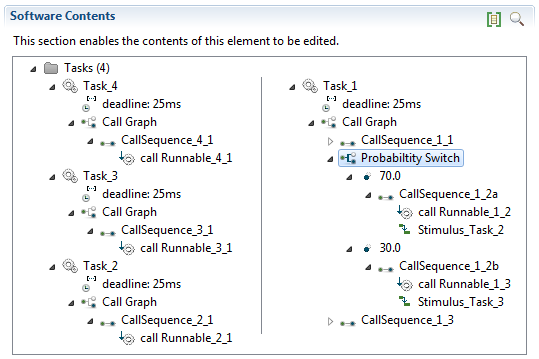 Software Contents
This section enables the contents of this element to be edited.
Tasks (4)
Task_4
deadline: 25ms
Call Graph
CallSequence_4_1
call Runnable_4_1
Task_3
deadline: 25ms
Call Graph
CallSequence_3_1
call Runnable_3_1
Task_2
deadline: 25ms
Call Graph
CallSequence_2_1
call Runnable_2_1
Task_1
deadline: 25ms
Call Graph
CallSequence_1_1
Probabiltity Switch
70.0
CallSequence_1_2a
call Runnable_1_2
Stimulus_Task_2
30.0
CallSequence_1_2b
call Runnable_1_3
Stimulus_Task_3
CallSequence_1_3